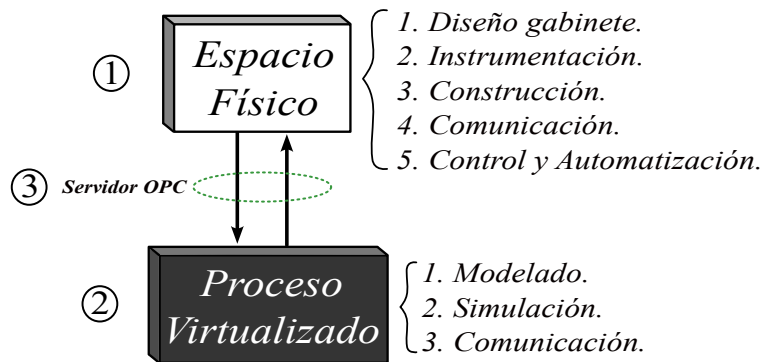 ①
Espacio
Físico
1. Diseño gabinete.
2. Instrumentación.
3. Construcción.
4. Comunicación.
5. Control y Automatización.
③ Servidor OPC
②
Proceso
Virtualizado
1. Modelado.
2. Simulación.
3. Comunicación.